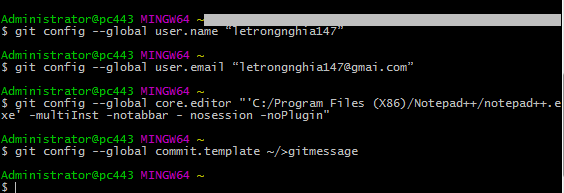 Administrator@pc443 MINGW64 ~
$ git config --global user.name “letrongnghia147”
Administrator@pc443 MINGW64 ~
$ git config --global user.email “letrongnghia147@gmai.com”
Administrator@pc443 MINGW64 ~
$ git config --global core.editor "'C:/Program Files (X86)/Notepad++/notepad++.e
xe' -multiInst -notabbar - nosession -noPlugin"
Administrator@pc443 MINGW64 ~
$ git config --global commit.template ~/>gitmessage
Administrator@pc443 MINGW64 ~
$